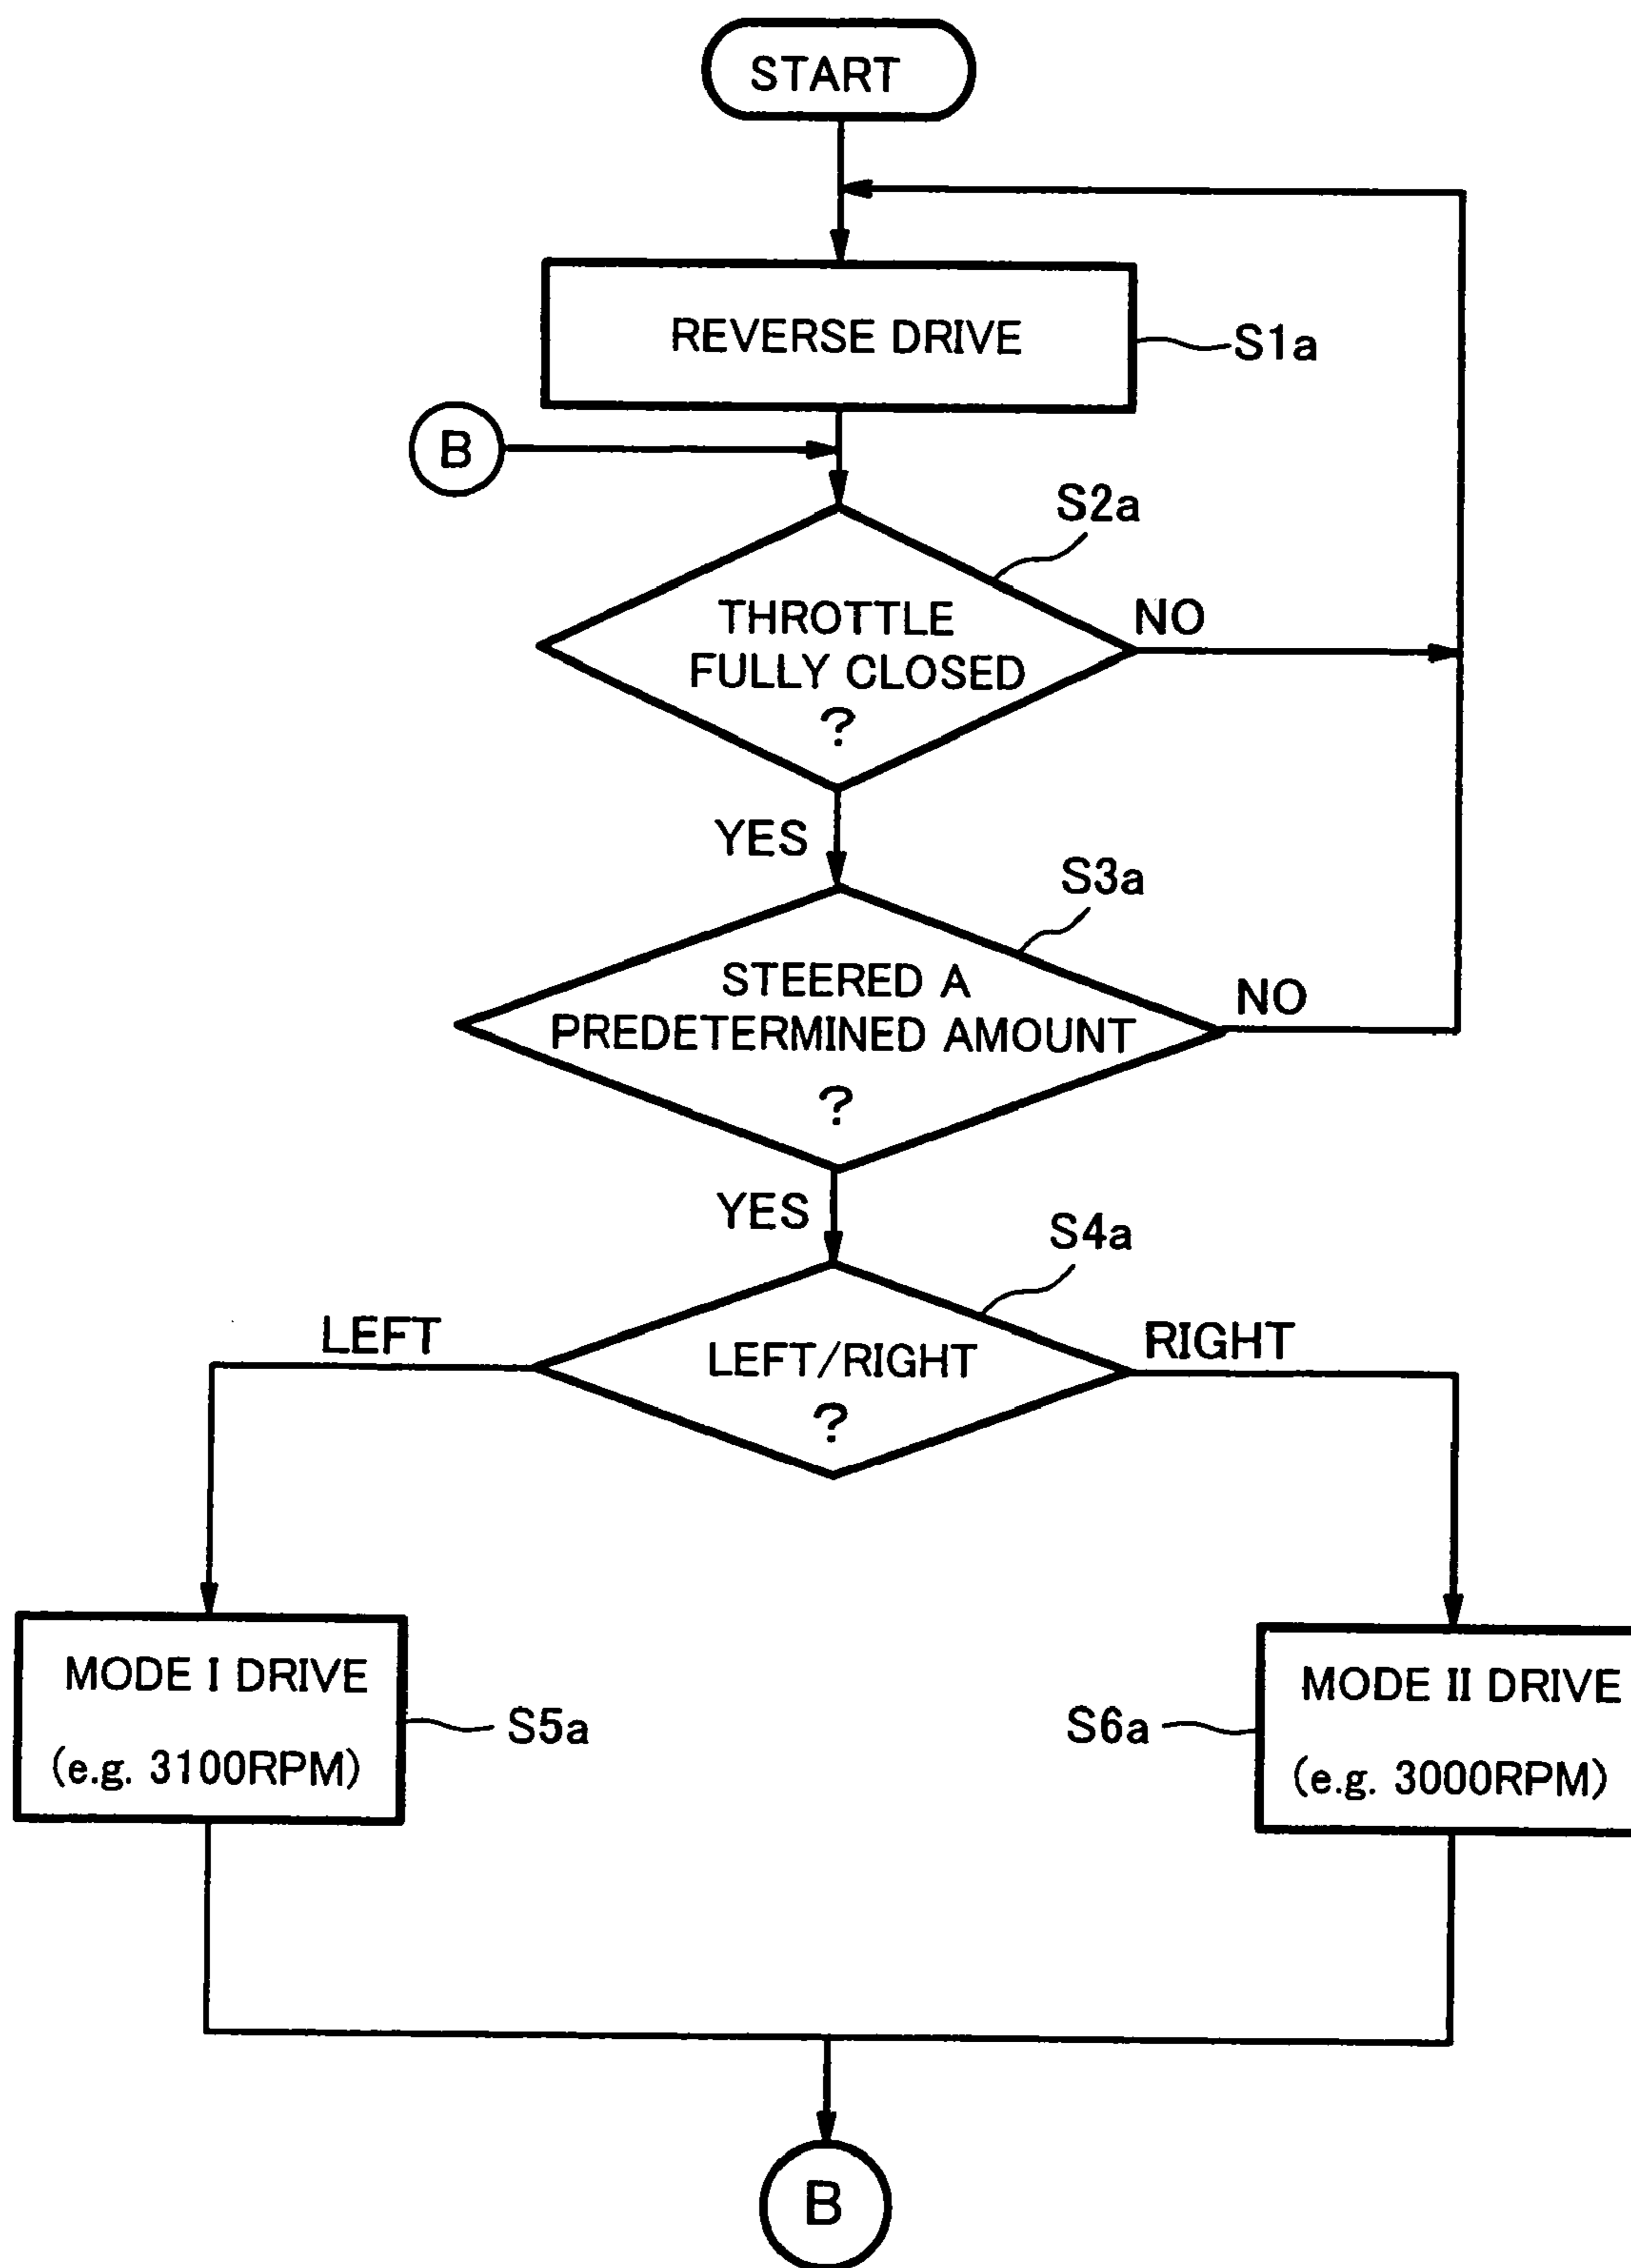 START
REVERSE DRIVE
S1a
B
S2a
THROTTLE
FULLY CLOSED
?
NO
YES
S3a
STEERED A
PREDETERMINED AMOUNT
?
NO
YES
S4a
LEFT
LEFT/RIGHT
?
RIGHT
MODE I DRIVE
(e.g. 3100RPM)
S5a
S6a
MODE II DRIVE
(e.g. 3000RPM)
B